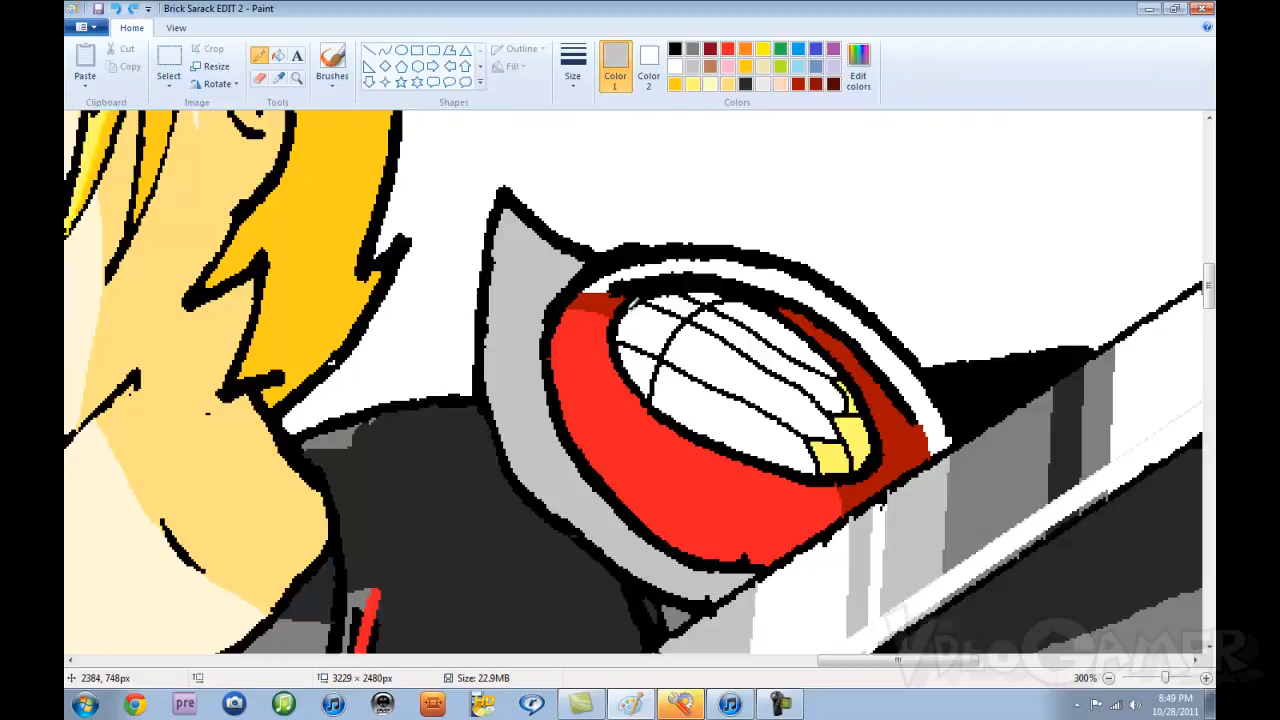 Brick Sarack EDIT 2 - Paint
Home
View
Paste
Cut
Copy
Clipboard
Select
Crop
Resize
Rotate
Image
A
Tools
Brushes
Outline
Fill
Shapes
Size
Color
1
Color
2
Edit
colors
Colors
ViDEOGAMER
2384, 748px
3229 × 2480px
Size: 22.9MB
300%
pre
8:49 PM
10/28/2011